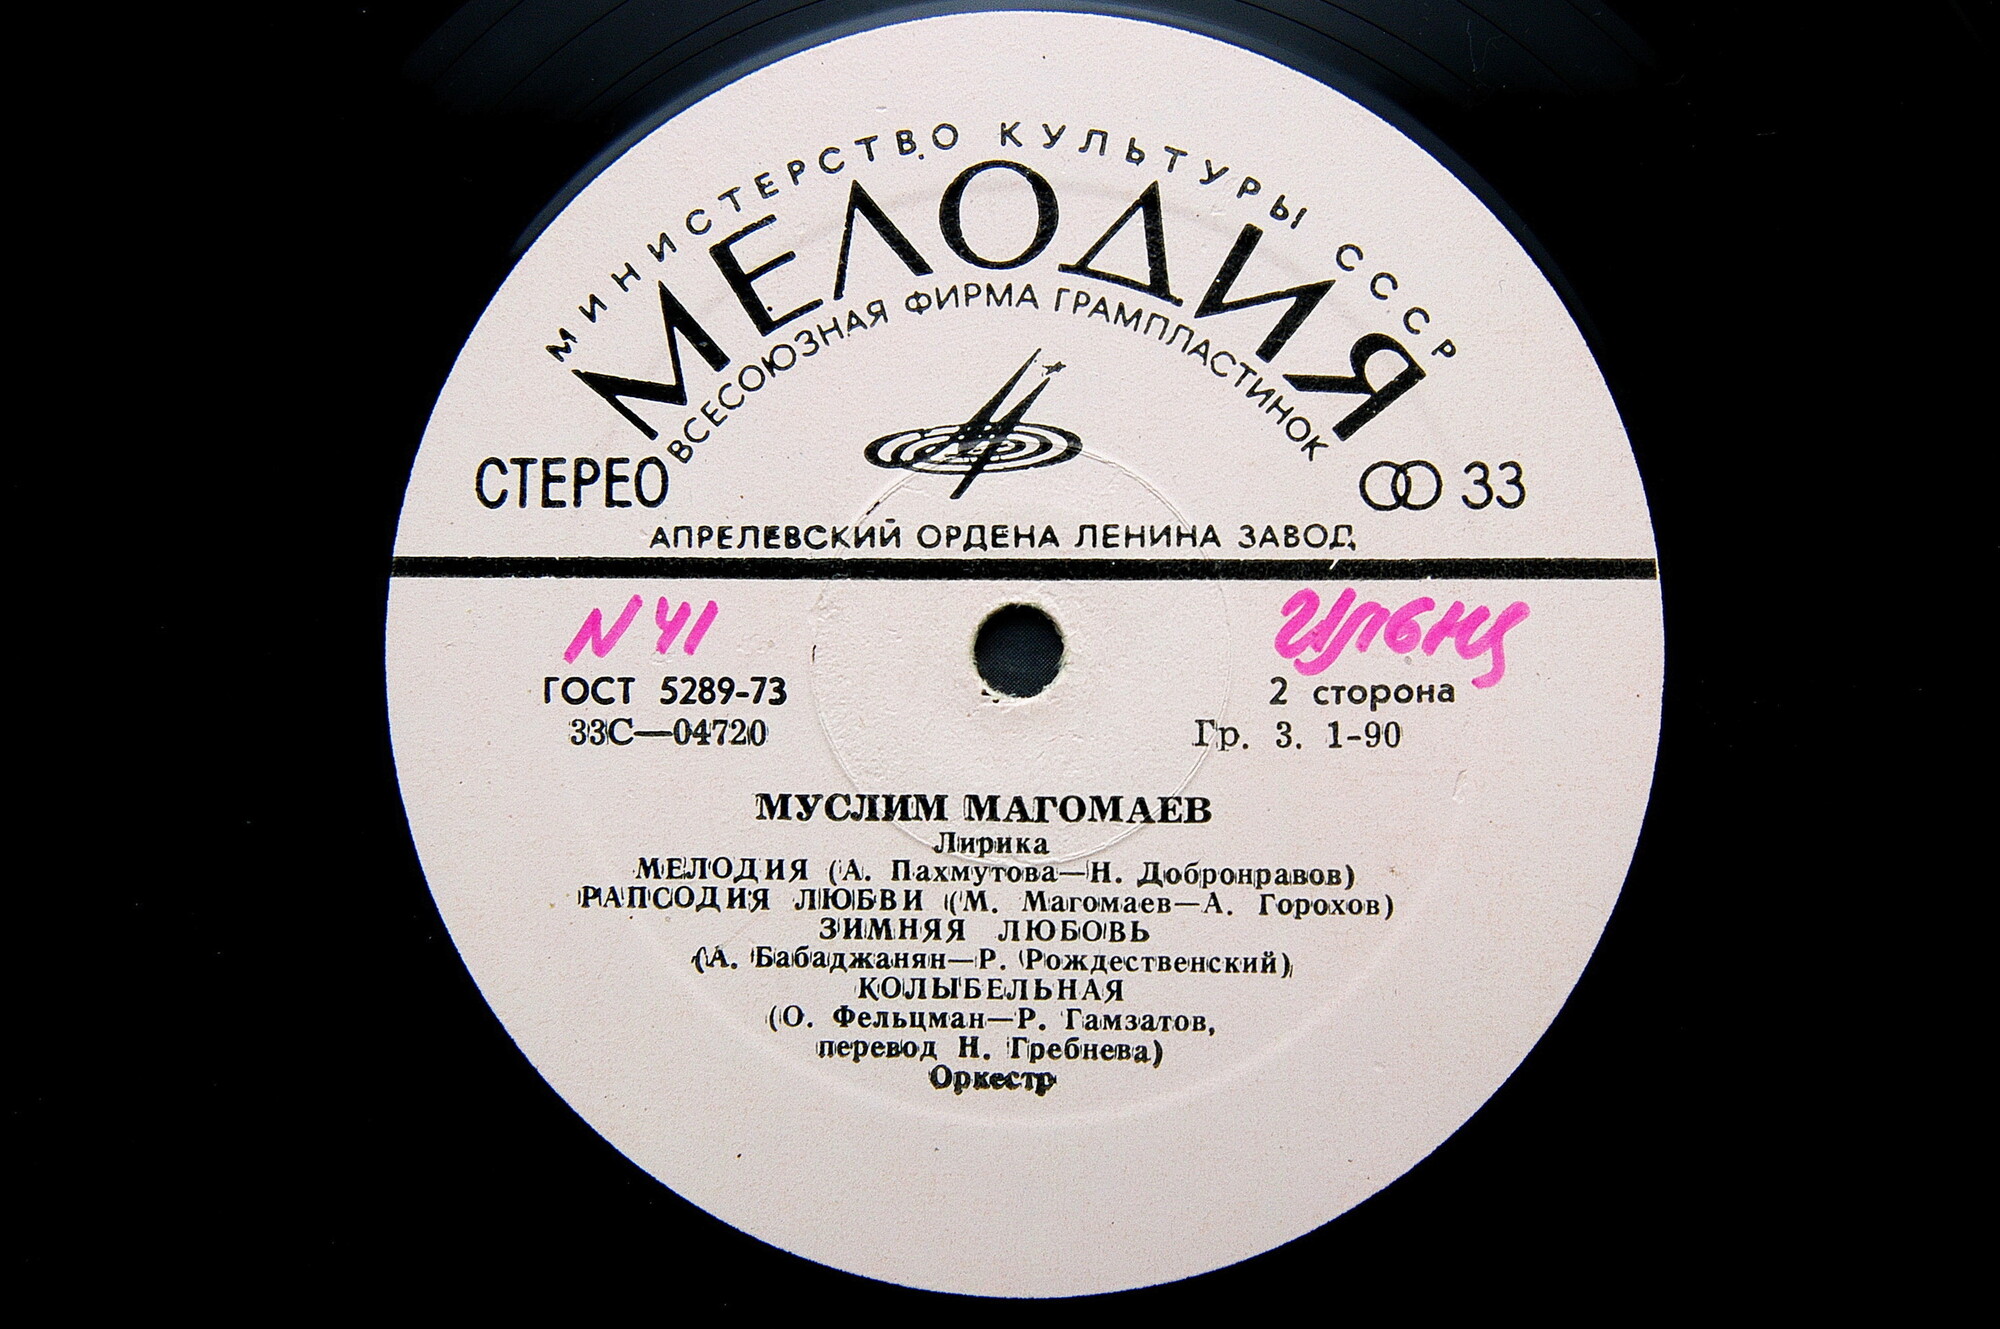 МИНИСТЕРСТВО КУЛЬТУРЫ СССР
МЕЛОДИЯ
ВСЕСОЮЗНАЯ ФИРМА ГРАМПЛАСТИНОК
СТЕРЕО
33
АПРЕЛЕВСКИЙ ОРДЕНА ЛЕНИНА ЗАВОД
N 41
ГОСТ 5289-73
2 сторона
33С—04720
Гр. 3. 1-90
МУСЛИМ МАГОМАЕВ
Лирика
МЕЛОДИЯ (А. Пахмутова—Н. Добронравов)
РАПСОДИЯ ЛЮБВИ (М. Магомаев—А. Горохов)
ЗИМНЯЯ ЛЮБОВЬ
(А. Бабаджанян—Р. Рождественский)
КОЛЫБЕЛЬНАЯ
(О. Фельцман—Р. Гамзатов,
перевод Н. Гребнева)
Оркестр